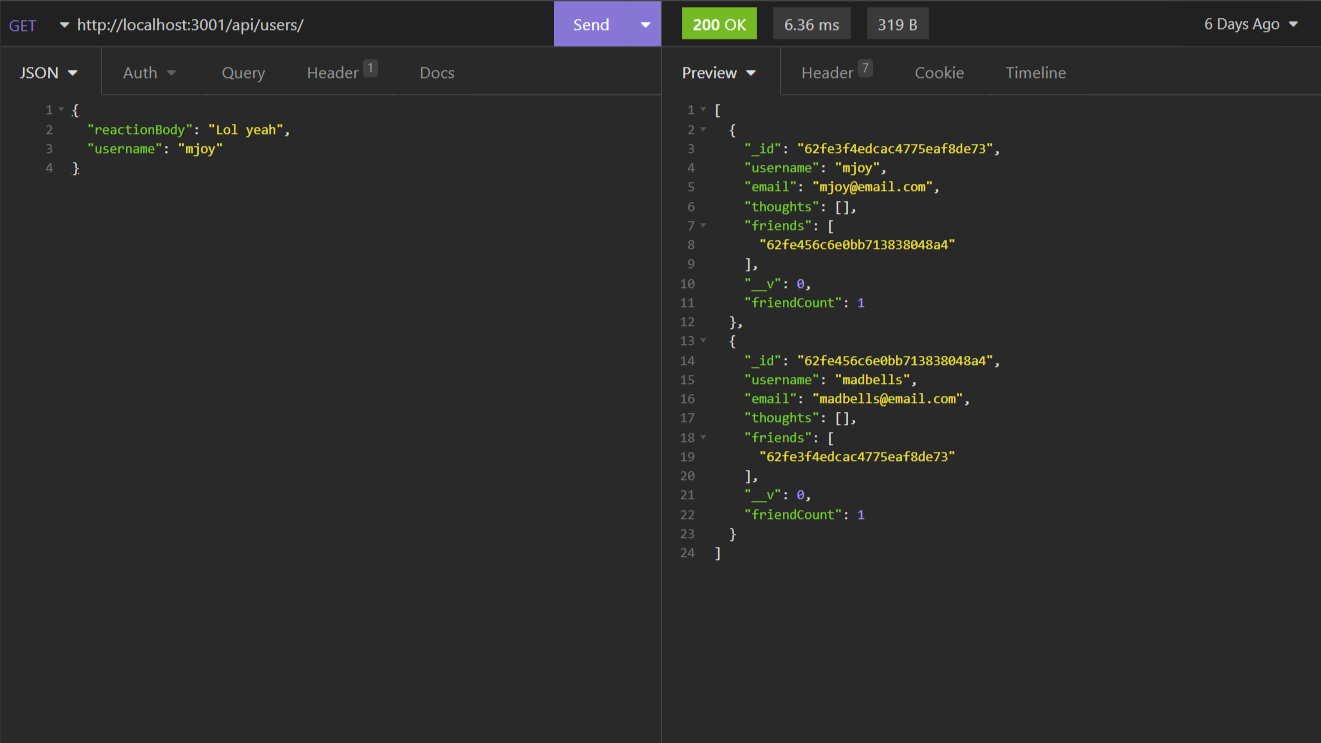 GET http://localhost:3001/api/users/ Send 200 OK 6.36 ms 319 B 6 Days Ago
JSON Auth Query Header 1 Docs
1 {
2 "reactionBody": "Lol yeah",
3 "username": "mjoy"
4 }
Preview Header 7 Cookie Timeline
1 [
2 {
3 "_id": "62fe3f4edcac4775eaf8de73",
4 "username": "mjoy",
5 "email": "mjoy@email.com",
6 "thoughts": [],
7 "friends": [
8 "62fe456c6e0bb713838048a4"
9 ],
10 "__v": 0,
11 "friendCount": 1
12 },
13 {
14 "_id": "62fe456c6e0bb713838048a4",
15 "username": "madbells",
16 "email": "madbells@email.com",
17 "thoughts": [],
18 "friends": [
19 "62fe3f4edcac4775eaf8de73"
20 ],
21 "__v": 0,
22 "friendCount": 1
23 }
24 ]